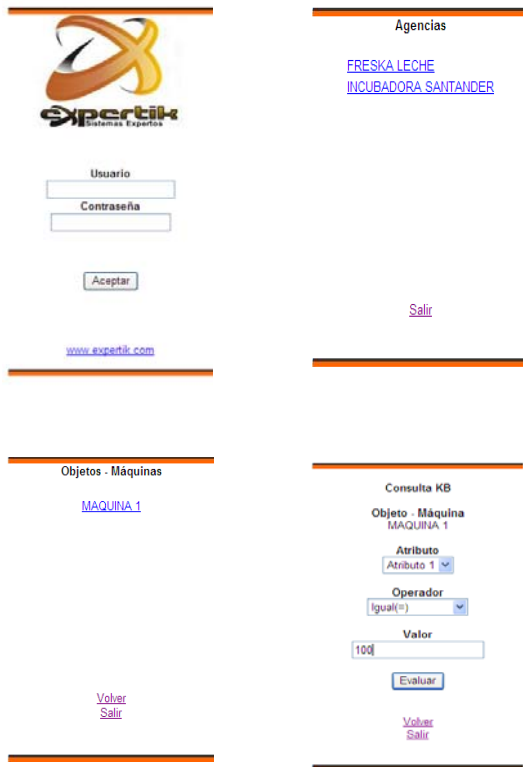 expertik
Sistemas Expertos
Usuario
Contraseña
Aceptar
www.expertik.com
Agencias
FRESKA LECHE
INCUBADORA SANTANDER
Salir
Objetos - Máquinas
MAQUINA 1
Volver
Salir
Consulta KB
Objeto - Máquina
MAQUINA 1
Atributo
Atributo 1
Operador
Igual(=)
Valor
100
Evaluar
Volver
Salir